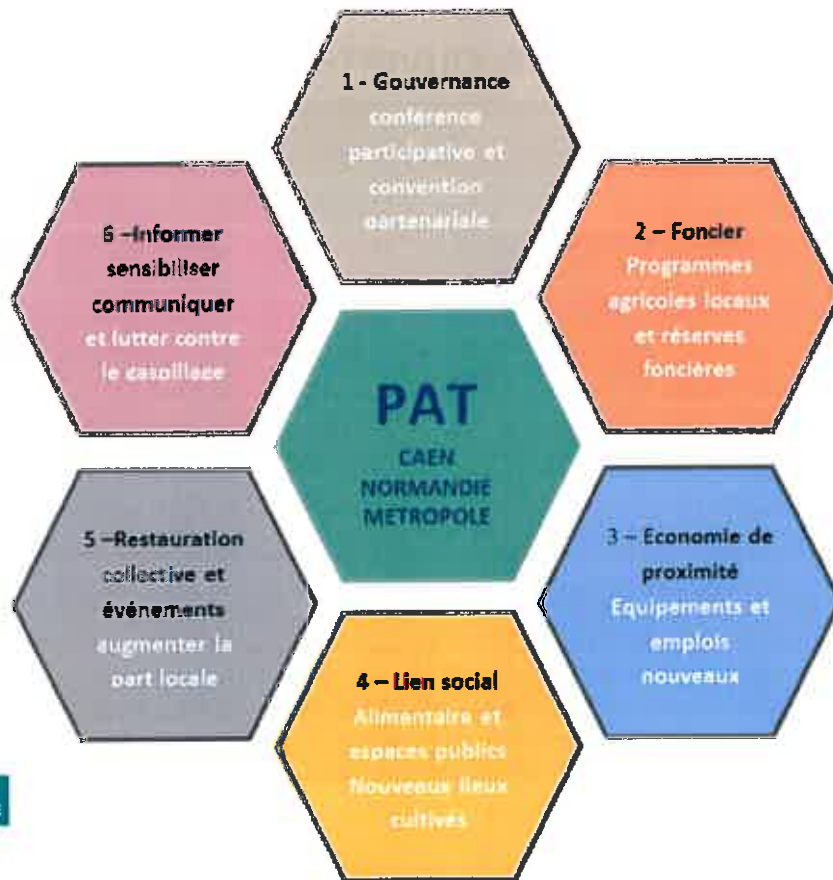 1 - Gouvernance
conférence
participative et
convention
partenariale
2 – Foncier
Programmes
agricoles locaux
et réserves
foncières
3 – Economie de
proximité
Equipements et
emplois
nouveaux
4 – Lien social
Alimentaire et
espaces publics
Nouveaux lieux
cultivés
5 –Restauration
collective et
événements
augmenter la
part locale
6 –Informer
sensibiliser
communiquer
et lutter contre
le gaspillage
PAT
CAEN
NORMANDIE
METROPOLE